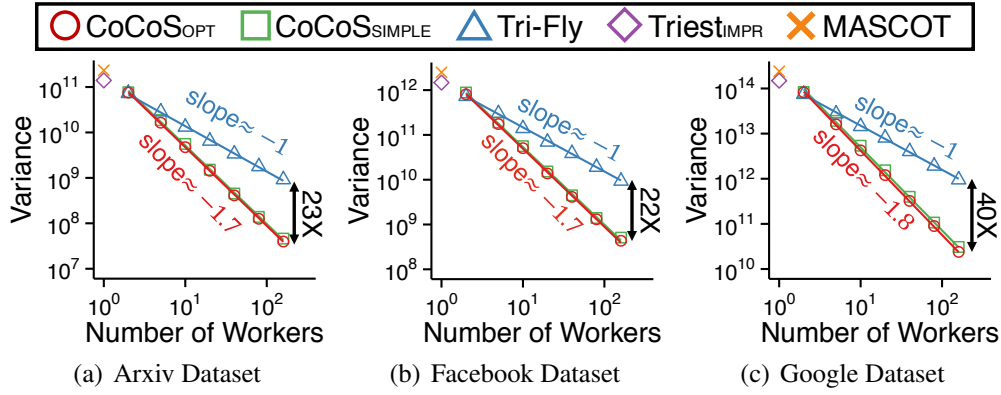 CoCoSOPT CoCoSSIMPLE Tri-Fly TriestIMPR MASCOT
Variance
10^11
10^10
10^9
10^8
10^7
slope≈ −1
slope≈ −1.7
23X
10^0 10^1 10^2
Number of Workers
(a) Arxiv Dataset
Variance
10^12
10^11
10^10
10^9
10^8
slope≈ −1
slope≈ −1.7
22X
10^0 10^1 10^2
Number of Workers
(b) Facebook Dataset
Variance
10^14
10^13
10^12
10^11
10^10
slope≈ −1
slope≈ −1.8
40X
10^0 10^1 10^2
Number of Workers
(c) Google Dataset